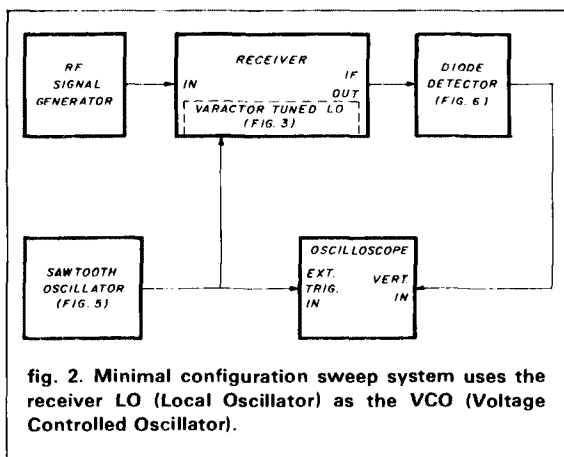 RF
SIGNAL
GENERATOR
RECEIVER
IN
IF
OUT
VARACTOR TUNED LO
(FIG. 3)
DIODE
DETECTOR
(FIG. 6)
SAWTOOTH
OSCILLATOR
(FIG. 5)
OSCILLOSCOPE
EXT.
TRIG.
IN
VERT.
IN
fig. 2. Minimal configuration sweep system uses the
receiver LO (Local Oscillator) as the VCO (Voltage
Controlled Oscillator).